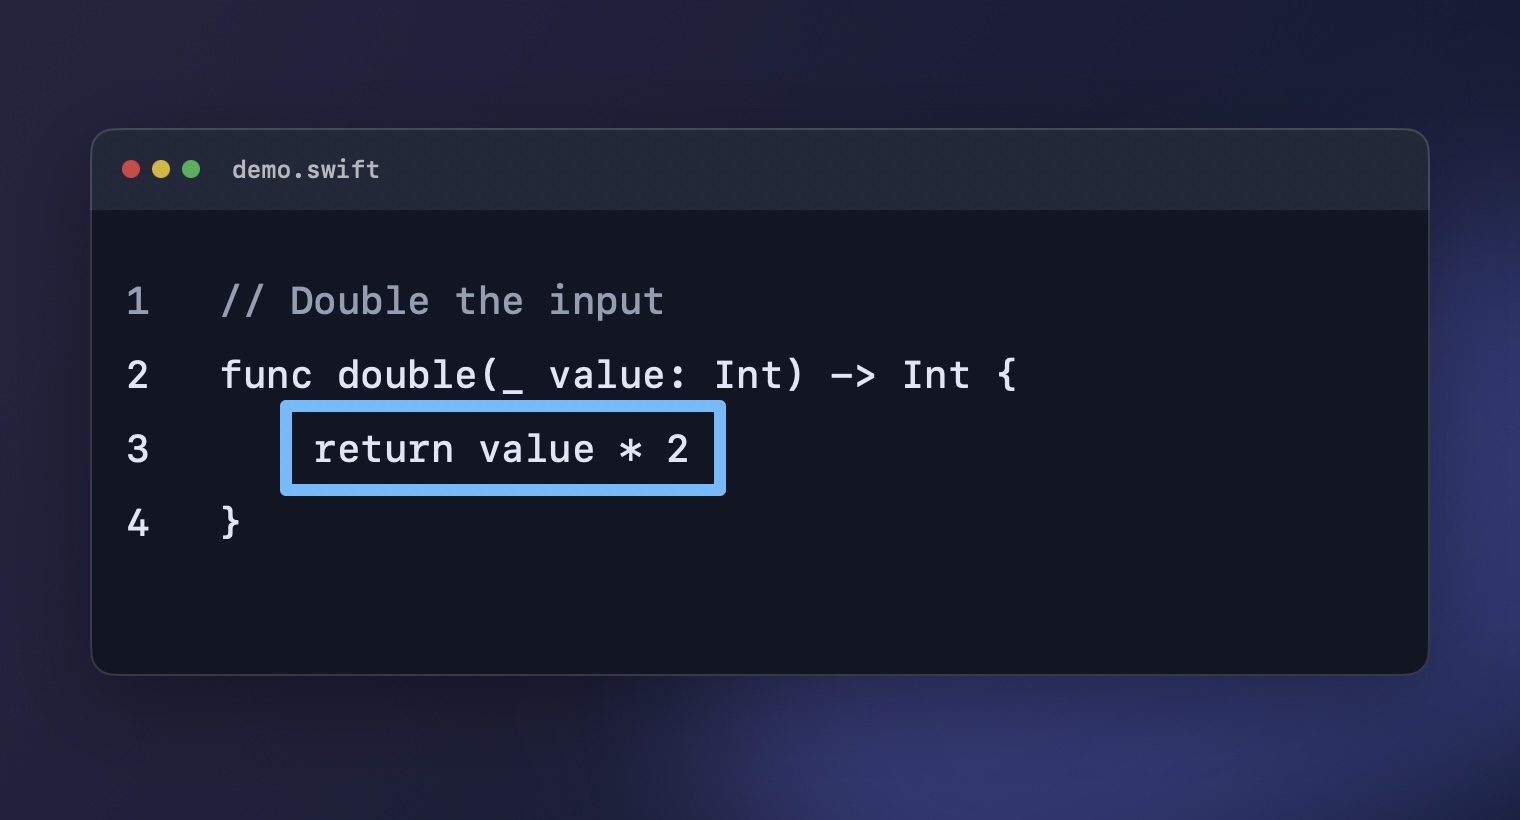 demo.swift
1 // Double the input
2 func double(_ value: Int) -> Int {
3     return value * 2
4 }